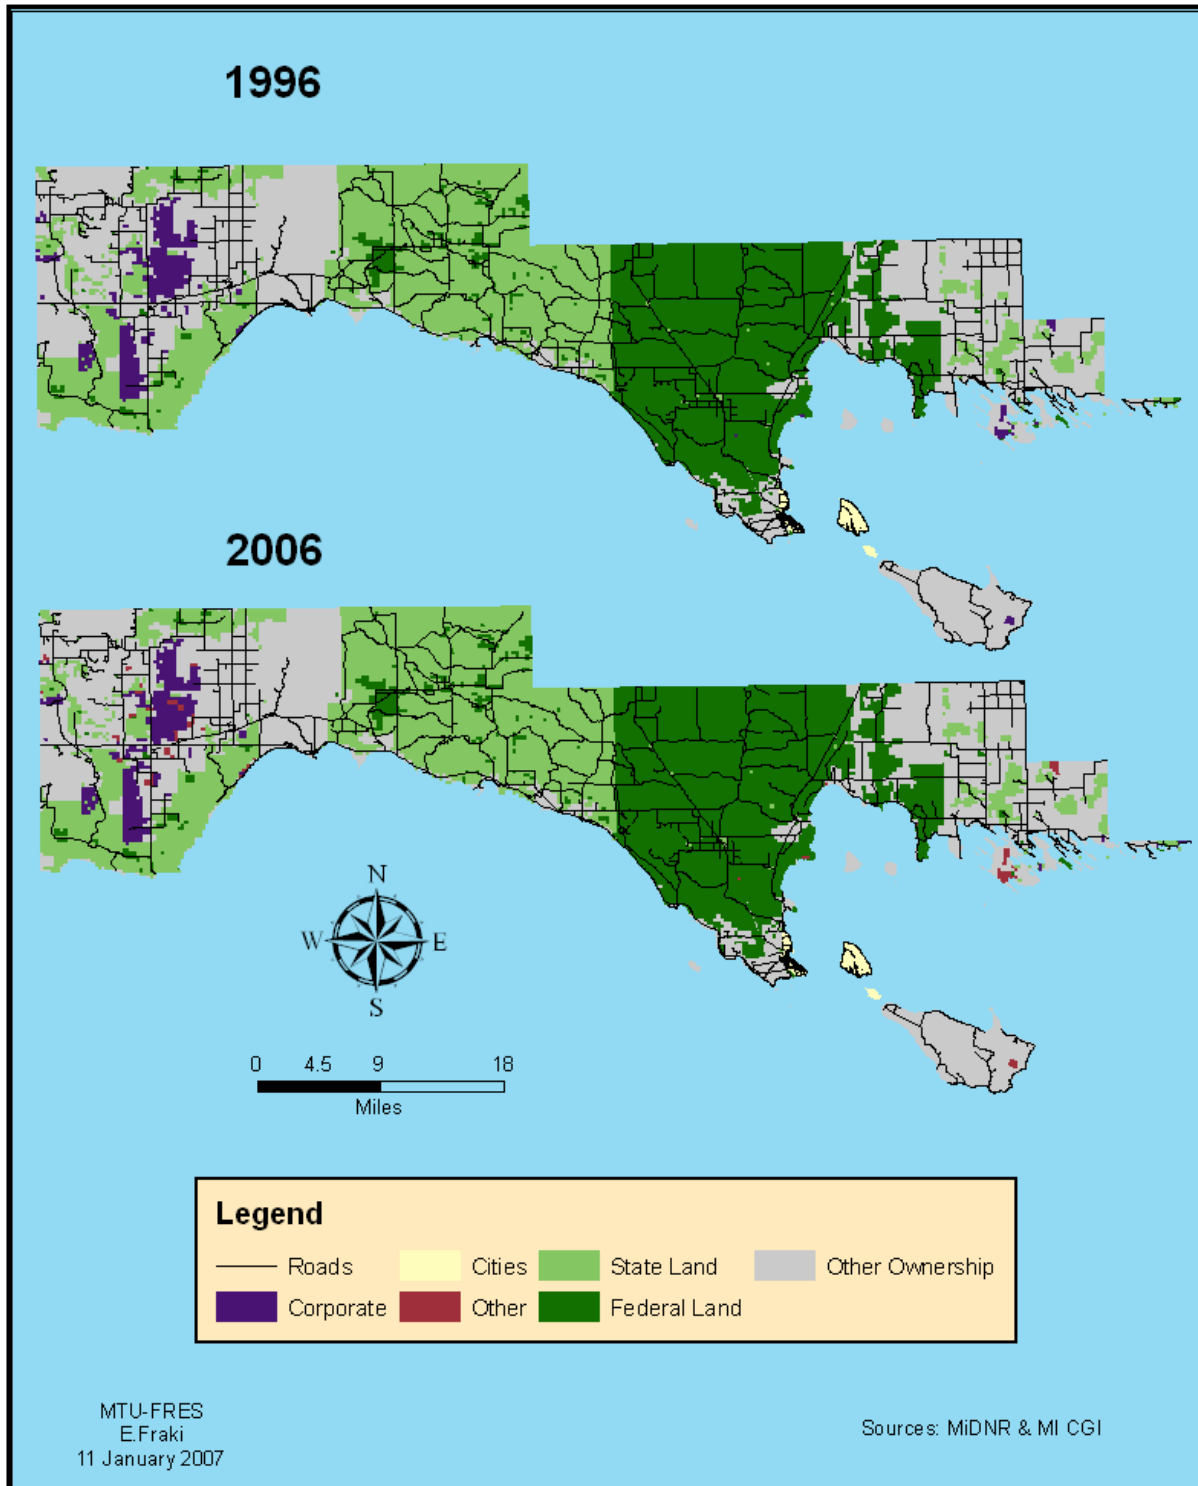 1996
2006
N
W E
S
0 4.5 9 18
Miles
Legend
Roads Cities State Land Other Ownership
Corporate Other Federal Land
MTU-FRES
E.Fraki
11 January 2007
Sources: MiDNR & MI CGI